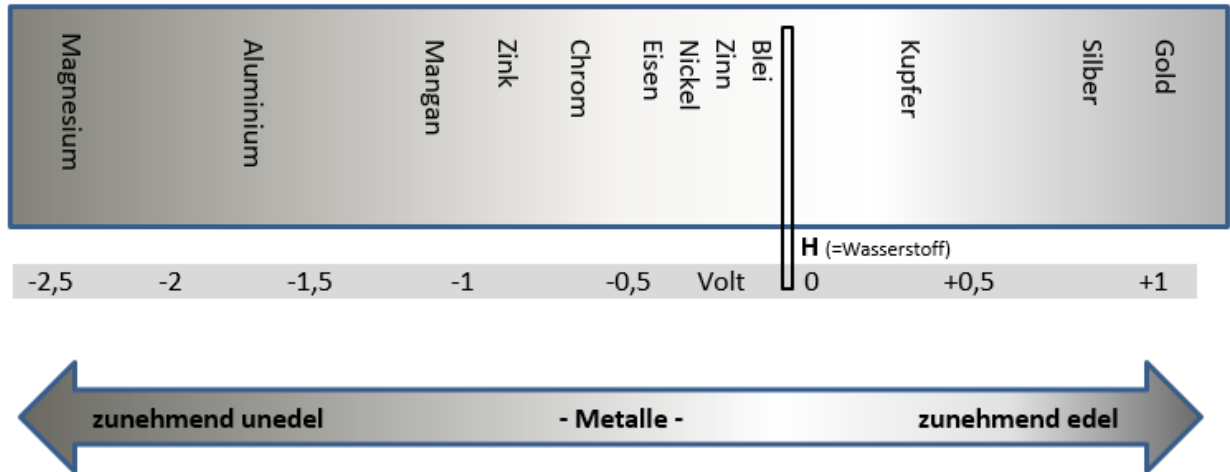 Magnesium
Aluminium
Mangan
Zink
Chrom
Eisen
Nickel
Zinn
Blei
Kupfer
Silber
Gold
H (=Wasserstoff)
-2,5 -2 -1,5 -1 -0,5 Volt 0 +0,5 +1
zunehmend unedel - Metalle - zunehmend edel